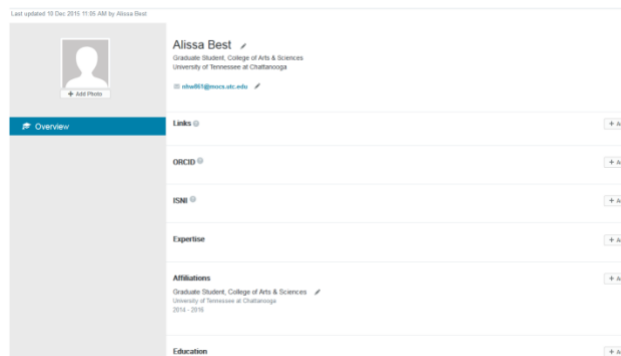 Last updated 10 Dec 2015 11:05 AM by Alissa Best
Alissa Best
Graduate Student, College of Arts & Sciences
University of Tennessee at Chattanooga
+ Add Photo
Overview
Links
+ A
ORCID
+ A
ISNI
+ A
Expertise
+ A
Affiliations
+ A
Graduate Student, College of Arts & Sciences
University of Tennessee at Chattanooga
2014 - 2016
Education
+ A